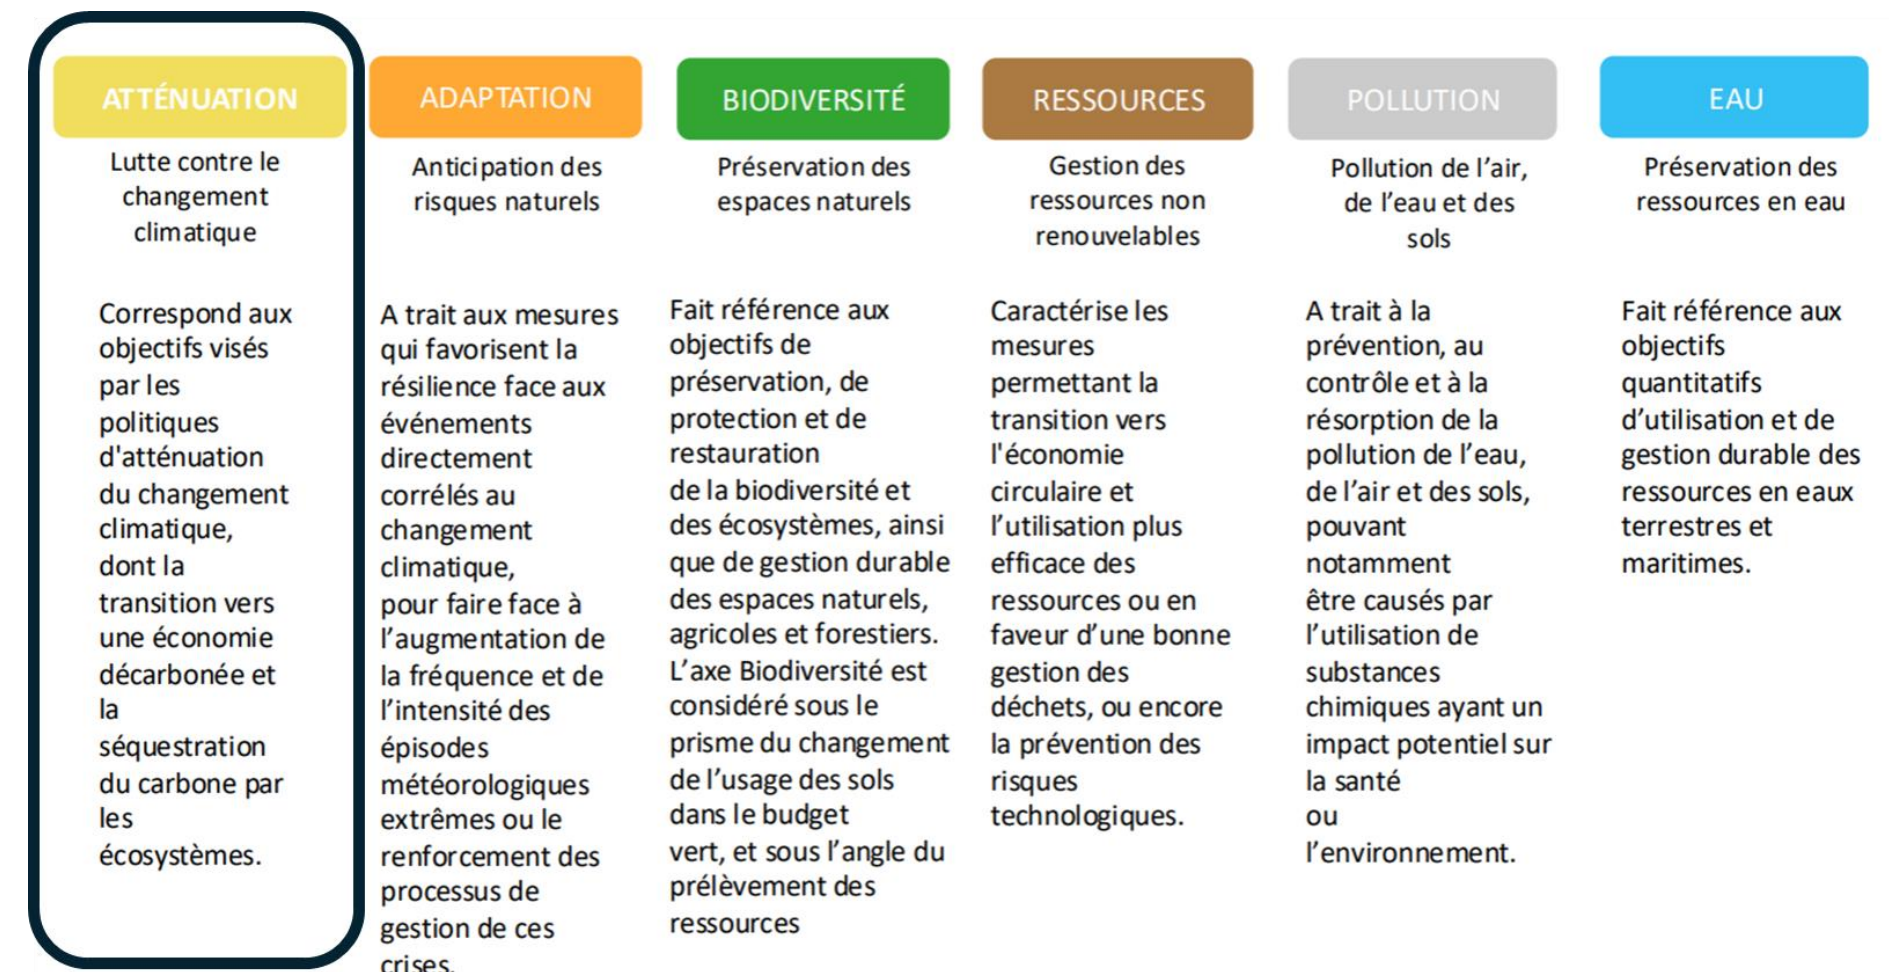 ATTÉNUATION
Lutte contre le
changement
climatique
Correspond aux
objectifs visés
par les
politiques
d'atténuation
du changement
climatique,
dont la
transition vers
une économie
décarbonée et
la
séquestration
du carbone par
les
écosystèmes.
ADAPTATION
Anticipation des
risques naturels
A trait aux mesures
qui favorisent la
résilience face aux
événements
directement
corrélés au
changement
climatique,
pour faire face à
l’augmentation de
la fréquence et de
l’intensité des
épisodes
météorologiques
extrêmes ou le
renforcement des
processus de
gestion de ces
crises.
BIODIVERSITÉ
Préservation des
espaces naturels
Fait référence aux
objectifs de
préservation, de
protection et de
restauration
de la biodiversité et
des écosystèmes, ainsi
que de gestion durable
des espaces naturels,
agricoles et forestiers.
L’axe Biodiversité est
considéré sous le
prisme du changement
de l’usage des sols
dans le budget
vert, et sous l’angle du
prélèvement des
ressources
RESSOURCES
Gestion des
ressources non
renouvelables
Caractérise les
mesures
permettant la
transition vers
l'économie
circulaire et
l’utilisation plus
efficace des
ressources ou en
faveur d’une bonne
gestion des
déchets, ou encore
la prévention des
risques
technologiques.
POLLUTION
Pollution de l’air,
de l’eau et des
sols
A trait à la
prévention, au
contrôle et à la
résorption de la
pollution de l’eau,
de l’air et des sols,
pouvant
notamment
être causés par
l’utilisation de
substances
chimiques ayant un
impact potentiel sur
la santé
ou
l’environnement.
EAU
Préservation des
ressources en eau
Fait référence aux
objectifs
quantitatifs
d’utilisation et de
gestion durable des
ressources en eaux
terrestres et
maritimes.